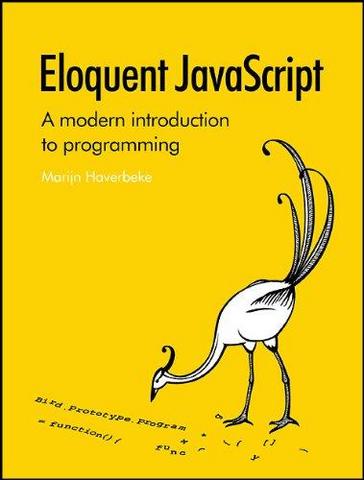 Eloquent JavaScript
A modern introduction
to programming
Marijn Haverbeke
Bird.prototype.program
= function(){
func
y